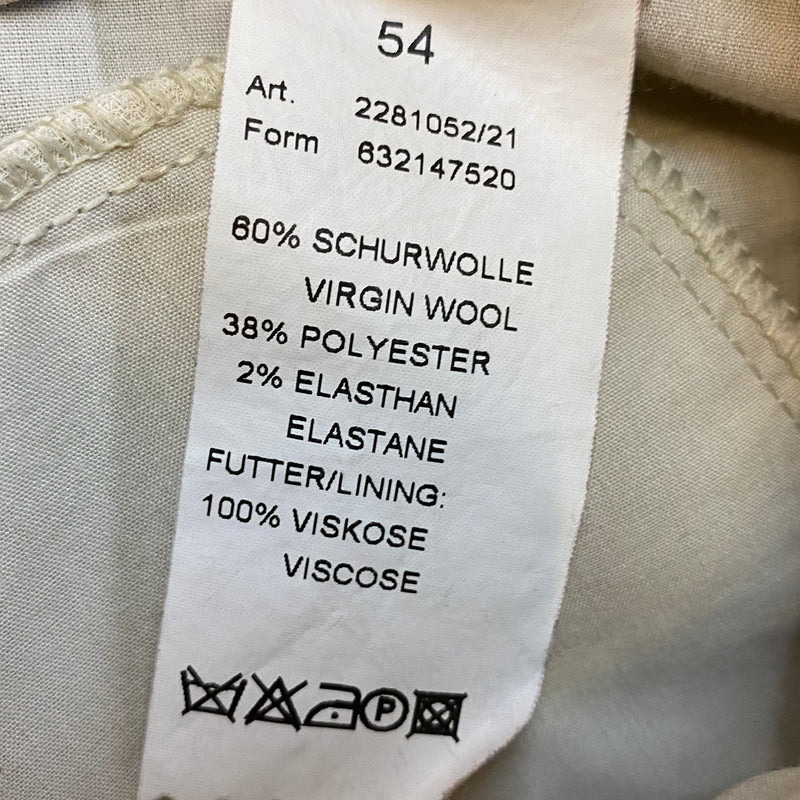 54
Art. 2281052/21
Form 632147520
60% SCHURWOLLE
VIRGIN WOOL
38% POLYESTER
2% ELASTHAN
ELASTANE
FUTTER/LINING:
100% VISKOSE
VISCOSE
P